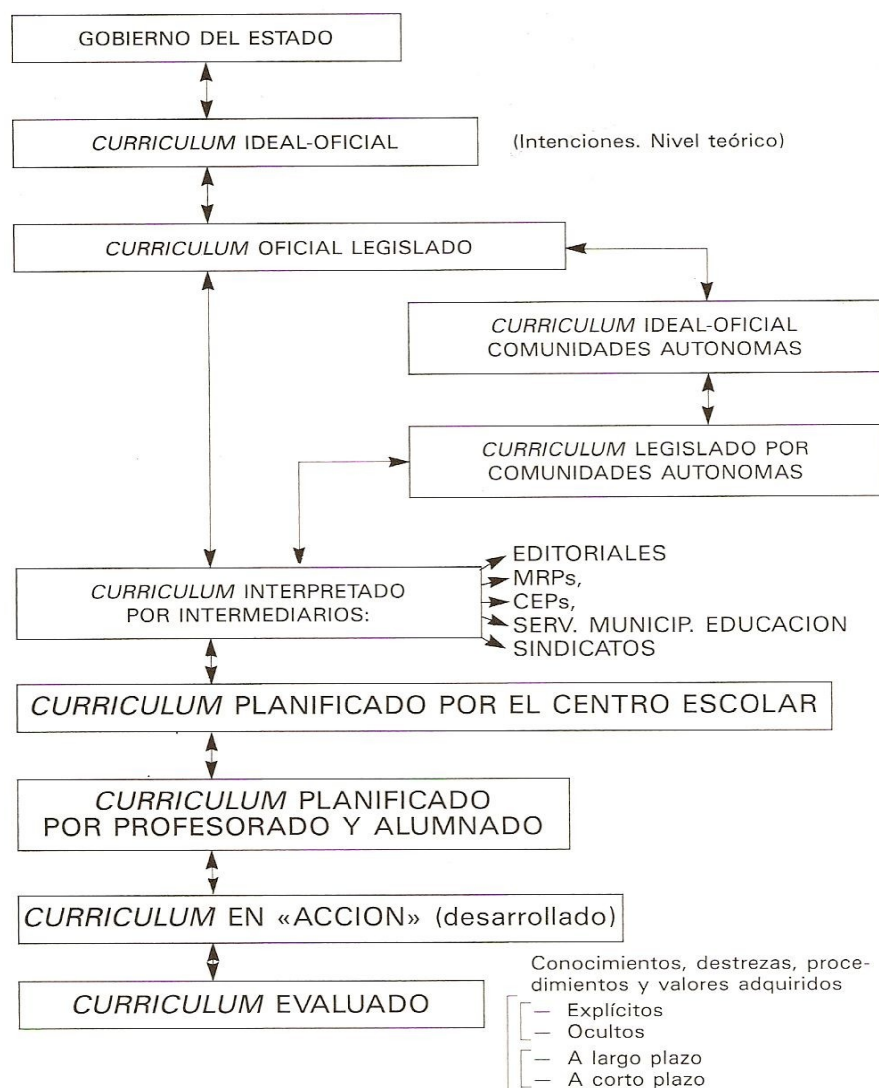 GOBIERNO DEL ESTADO
CURRICULUM IDEAL-OFICIAL
(Intenciones. Nivel teórico)
CURRICULUM OFICIAL LEGISLADO
CURRICULUM IDEAL-OFICIAL
COMUNIDADES AUTONOMAS
CURRICULUM LEGISLADO POR
COMUNIDADES AUTONOMAS
CURRICULUM INTERPRETADO
POR INTERMEDIARIOS:
EDITORIALES
MRPs,
CEPs,
SERV. MUNICIP. EDUCACION
SINDICATOS
CURRICULUM PLANIFICADO POR EL CENTRO ESCOLAR
CURRICULUM PLANIFICADO
POR PROFESORADO Y ALUMNADO
CURRICULUM EN «ACCION» (desarrollado)
CURRICULUM EVALUADO
Conocimientos, destrezas, proce-
dimientos y valores adquiridos
— Explícitos
— Ocultos
— A largo plazo
— A corto plazo